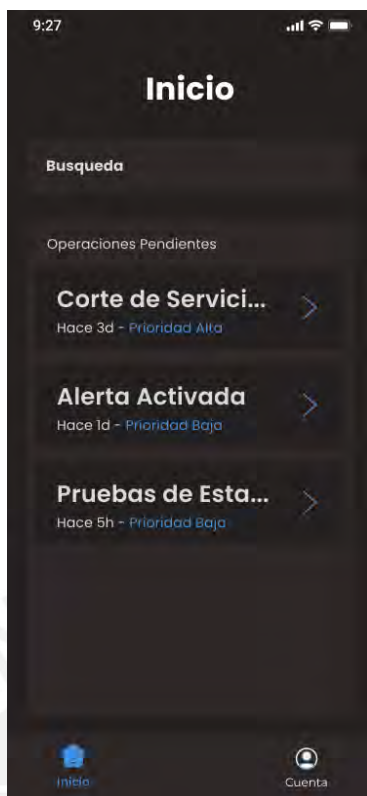 9:27
Inicio
Busqueda
Operaciones Pendientes
Corte de Servici...
Hace 3d - Prioridad Alta
Alerta Activada
Hace 1d - Prioridad Baja
Pruebas de Esta...
Hace 5h - Prioridad Baja
Inicio
Cuenta